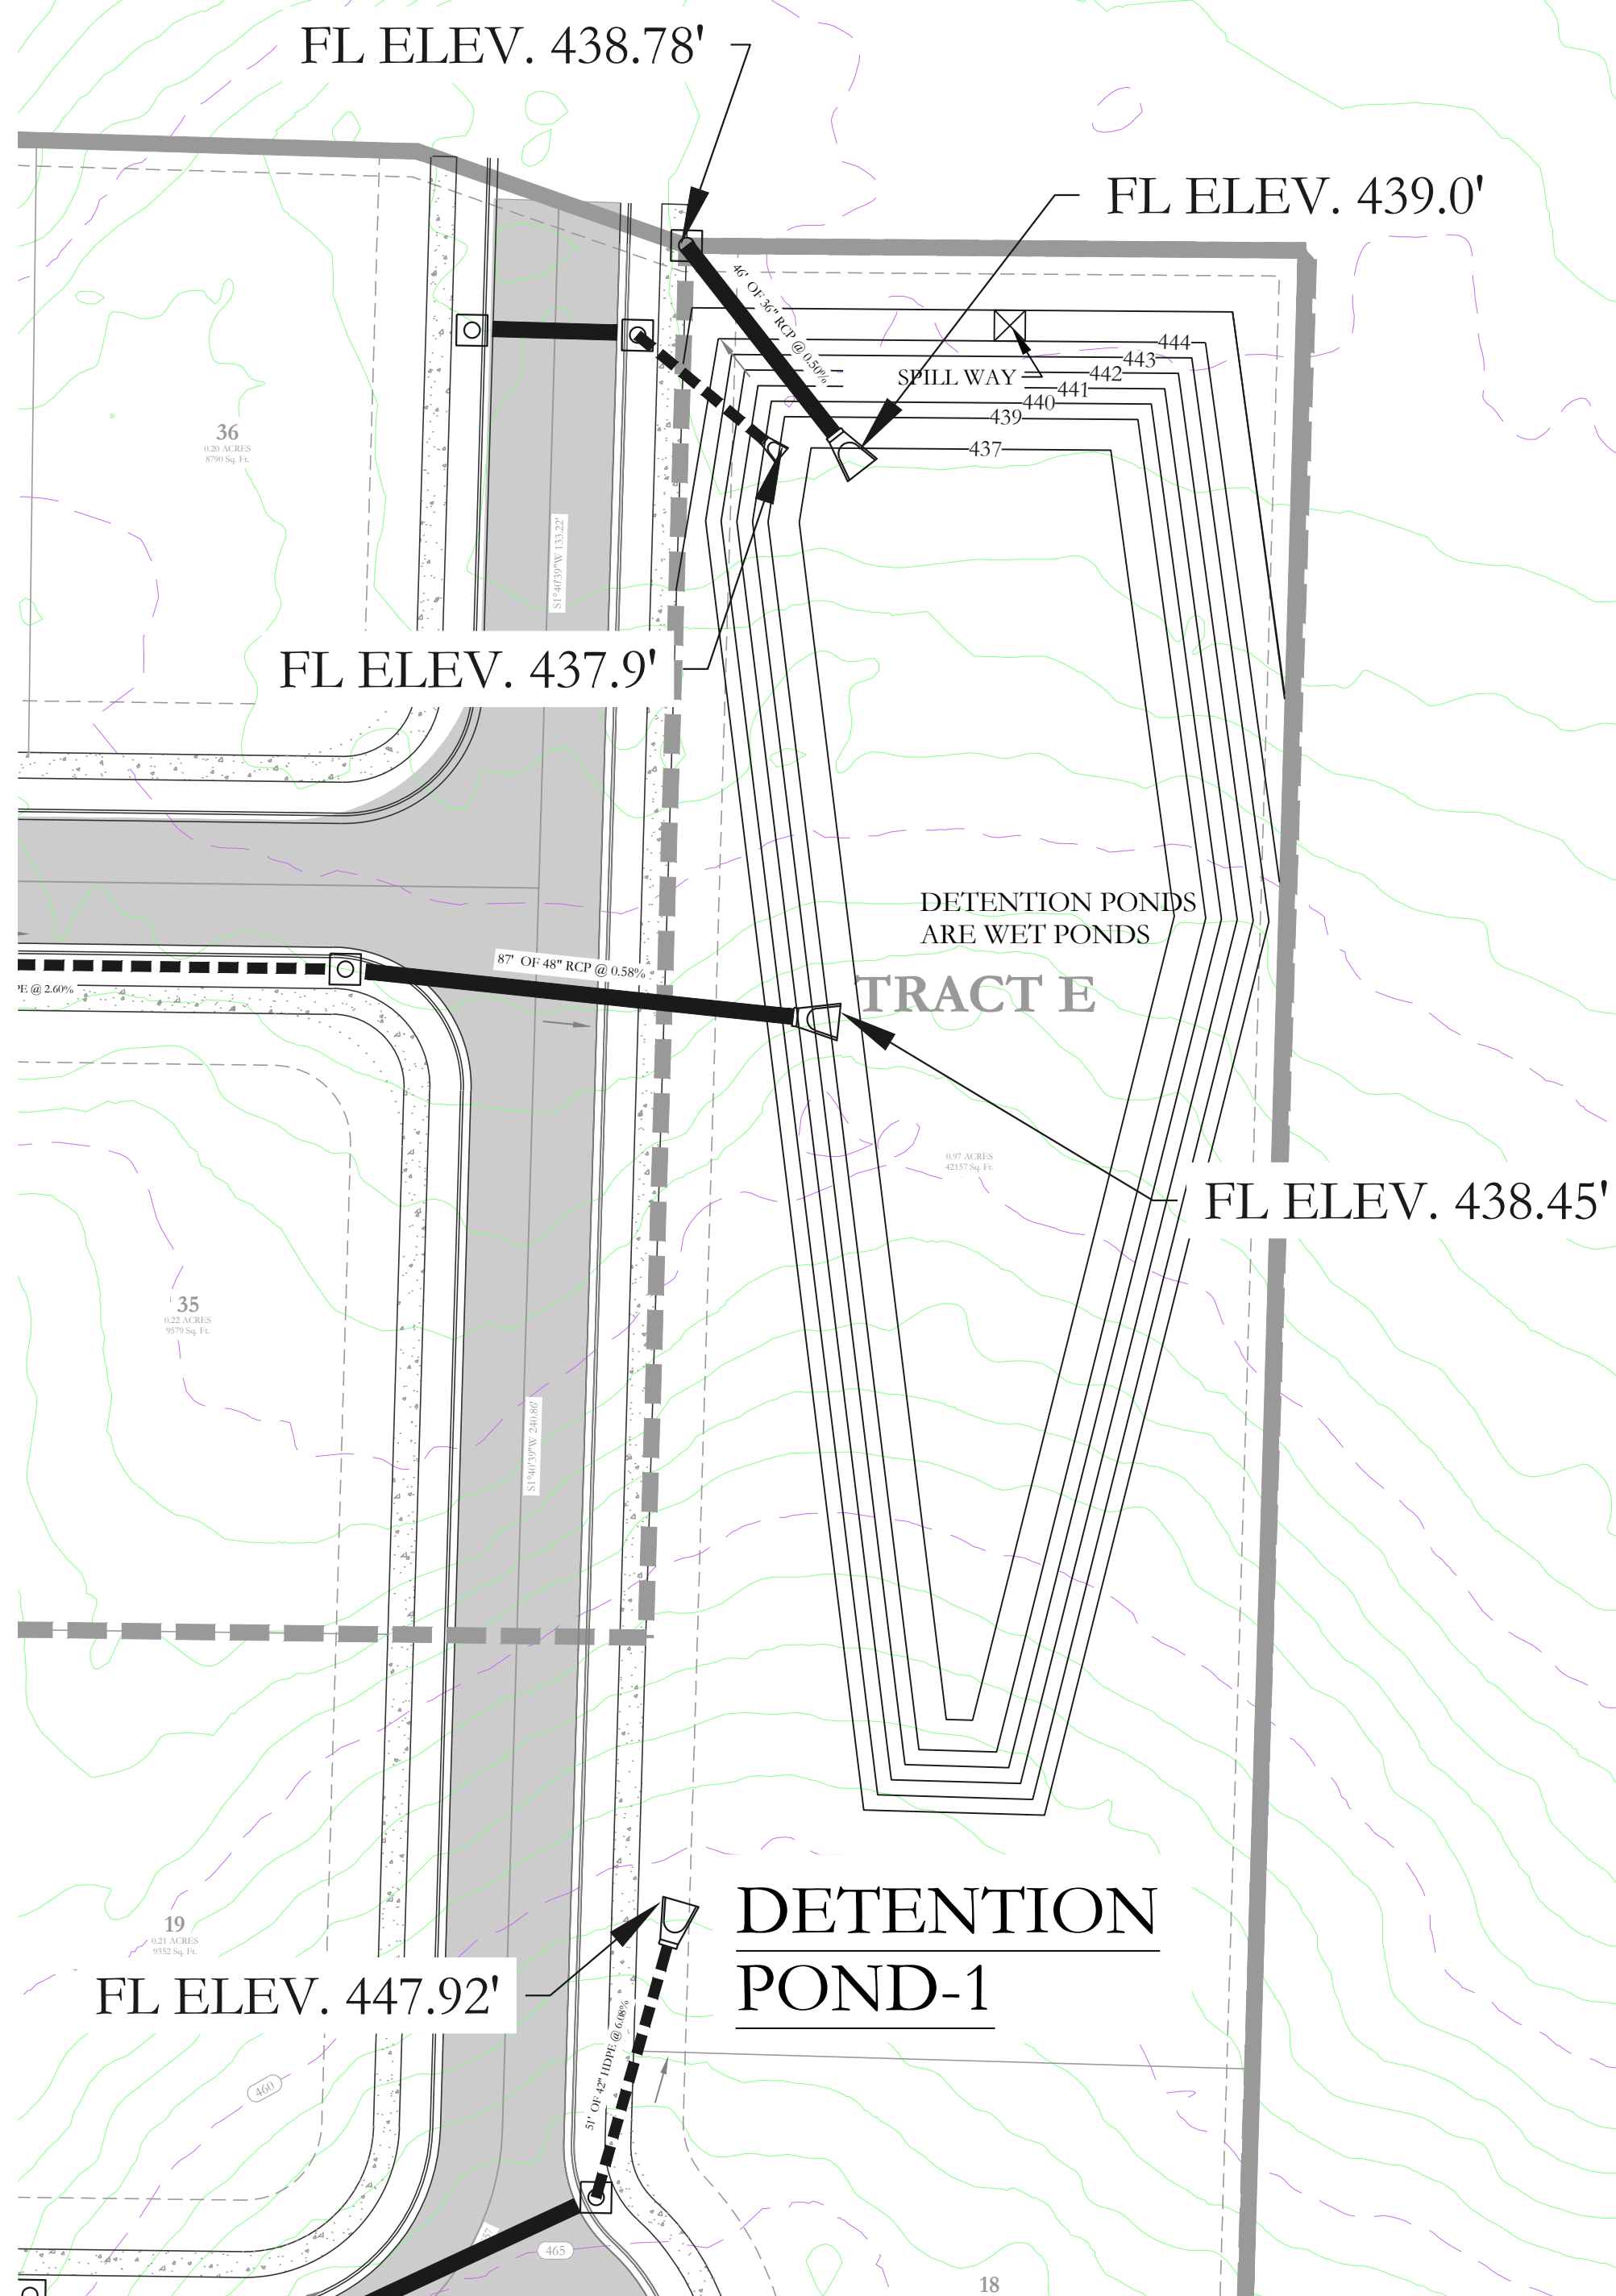 FL ELEV. 438.78'
FL ELEV. 439.0'
46' OF 36" RCP @ 0.50%
444
443
SPILL WAY
442
441
440
439
437
36
0.20 ACRES
8790 Sq. Ft.
S1°40'39"W 133.22'
FL ELEV. 437.9'
DETENTION PONDS
ARE WET PONDS
87' OF 48" RCP @ 0.58%
PE @ 2.60%
TRACT E
0.97 ACRES
42157 Sq. Ft.
FL ELEV. 438.45'
35
0.22 ACRES
9579 Sq. Ft.
S1°40'39"W 240.86'
DETENTION
POND-1
19
0.21 ACRES
9352 Sq. Ft.
FL ELEV. 447.92'
51' OF 42" HDPE @ 6.08%
460
465
18